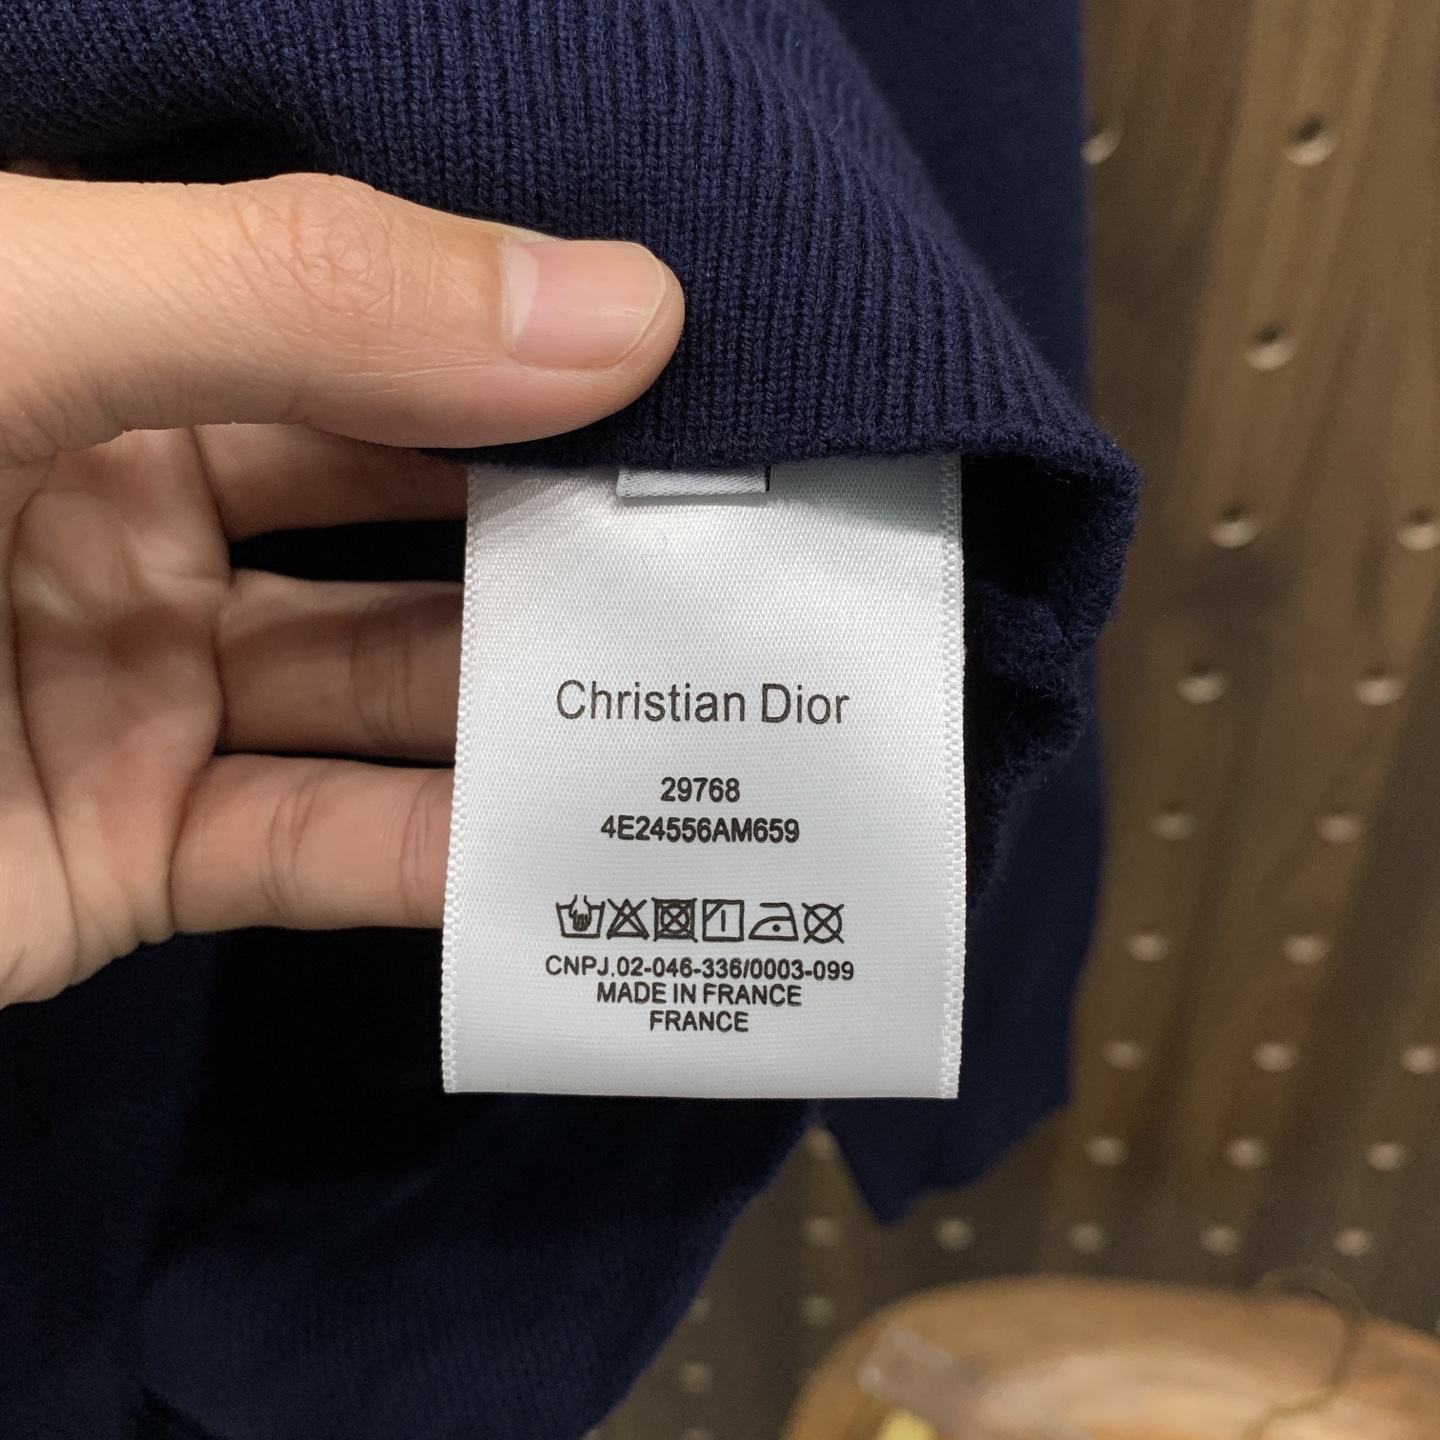 Christian Dior
29768
4E24556AM659
CNPJ.02-046-336/0003-099
MADE IN FRANCE
FRANCE